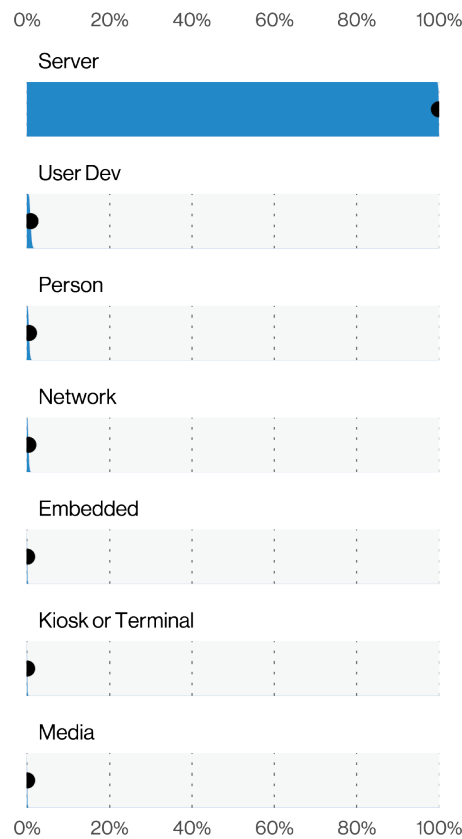 0% 20% 40% 60% 80% 100%
Server
User Dev
Person
Network
Embedded
Kiosk or Terminal
Media
0% 20% 40% 60% 80% 100%